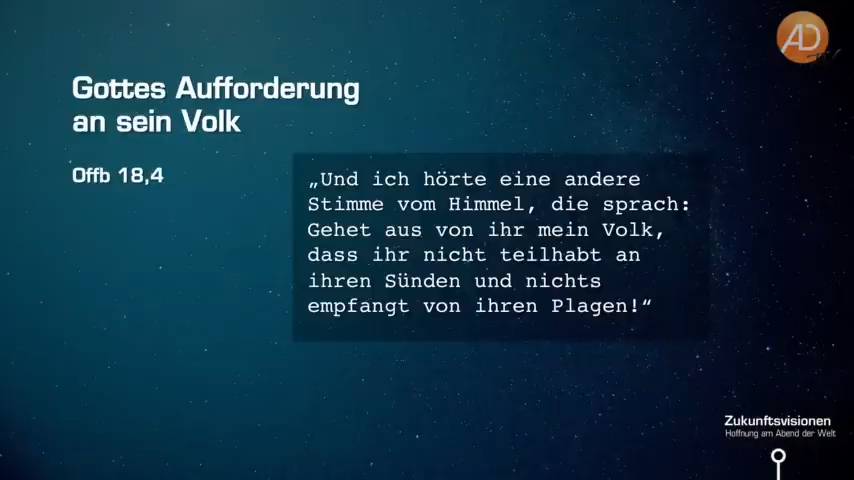 AD
TV
Gottes Aufforderung
an sein Volk
Offb 18,4
„Und ich hörte eine andere
Stimme vom Himmel, die sprach:
Gehet aus von ihr mein Volk,
dass ihr nicht teilhabt an
ihren Sünden und nichts
empfangt von ihren Plagen!“
Zukunftsvisionen
Hoffnung am Abend der Welt